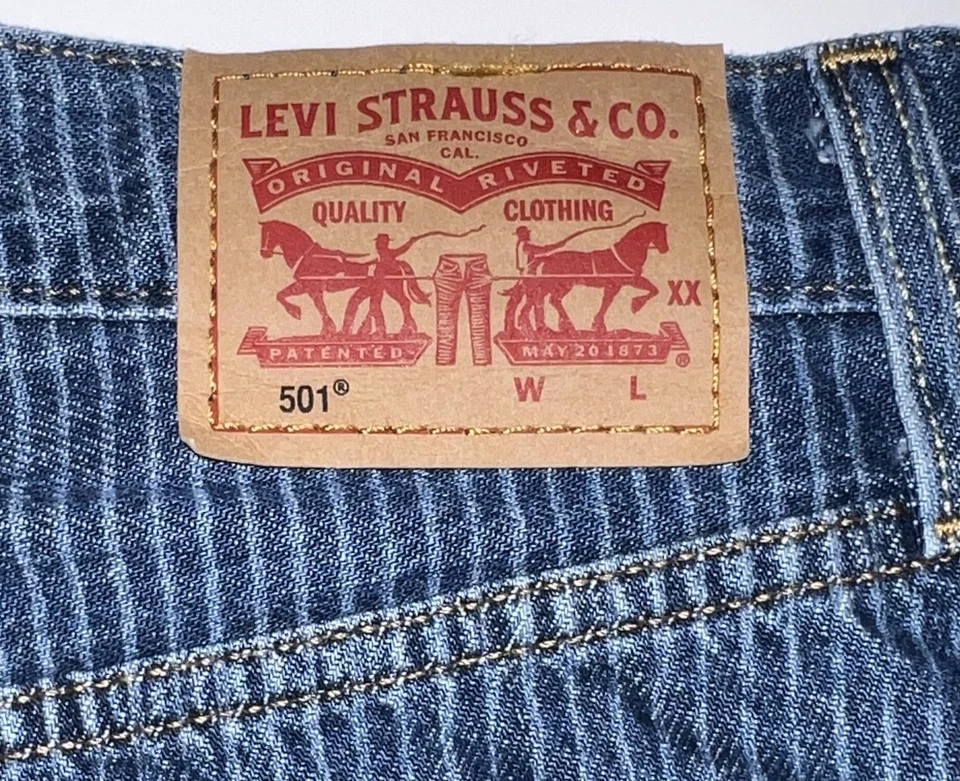 LEVI STRAUSS & CO.
SAN FRANCISCO
CAL.
ORIGINAL RIVETED
QUALITY CLOTHING
XX
PATENTED MAY 20 1873 ®
501® W L